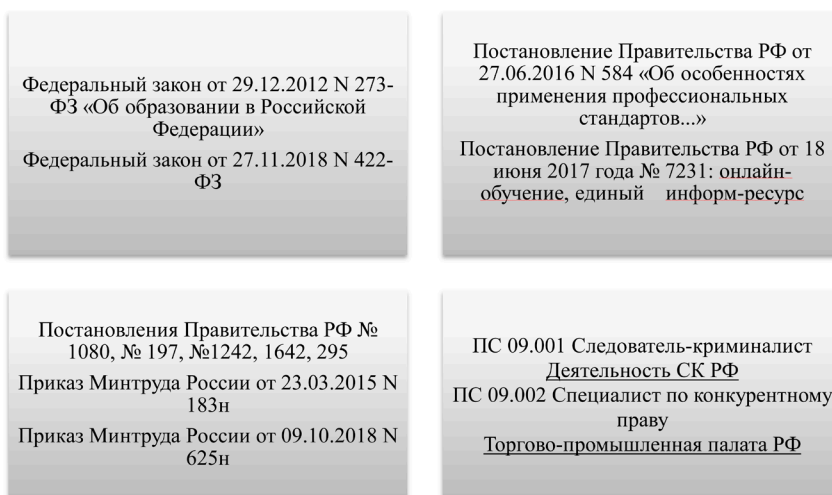 Федеральный закон от 29.12.2012 N 273-
ФЗ «Об образовании в Российской
Федерации»
Федеральный закон от 27.11.2018 N 422-
ФЗ
Постановление Правительства РФ от
27.06.2016 N 584 «Об особенностях
применения профессиональных
стандартов...»
Постановление Правительства РФ от 18
июня 2017 года № 7231: онлайн-
обучение, единый информ-ресурс
Постановления Правительства РФ №
1080, № 197, №1242, 1642, 295
Приказ Минтруда России от 23.03.2015 N
183н
Приказ Минтруда России от 09.10.2018 N
625н
ПС 09.001 Следователь-криминалист
Деятельность СК РФ
ПС 09.002 Специалист по конкурентному
праву
Торгово-промышленная палата РФ